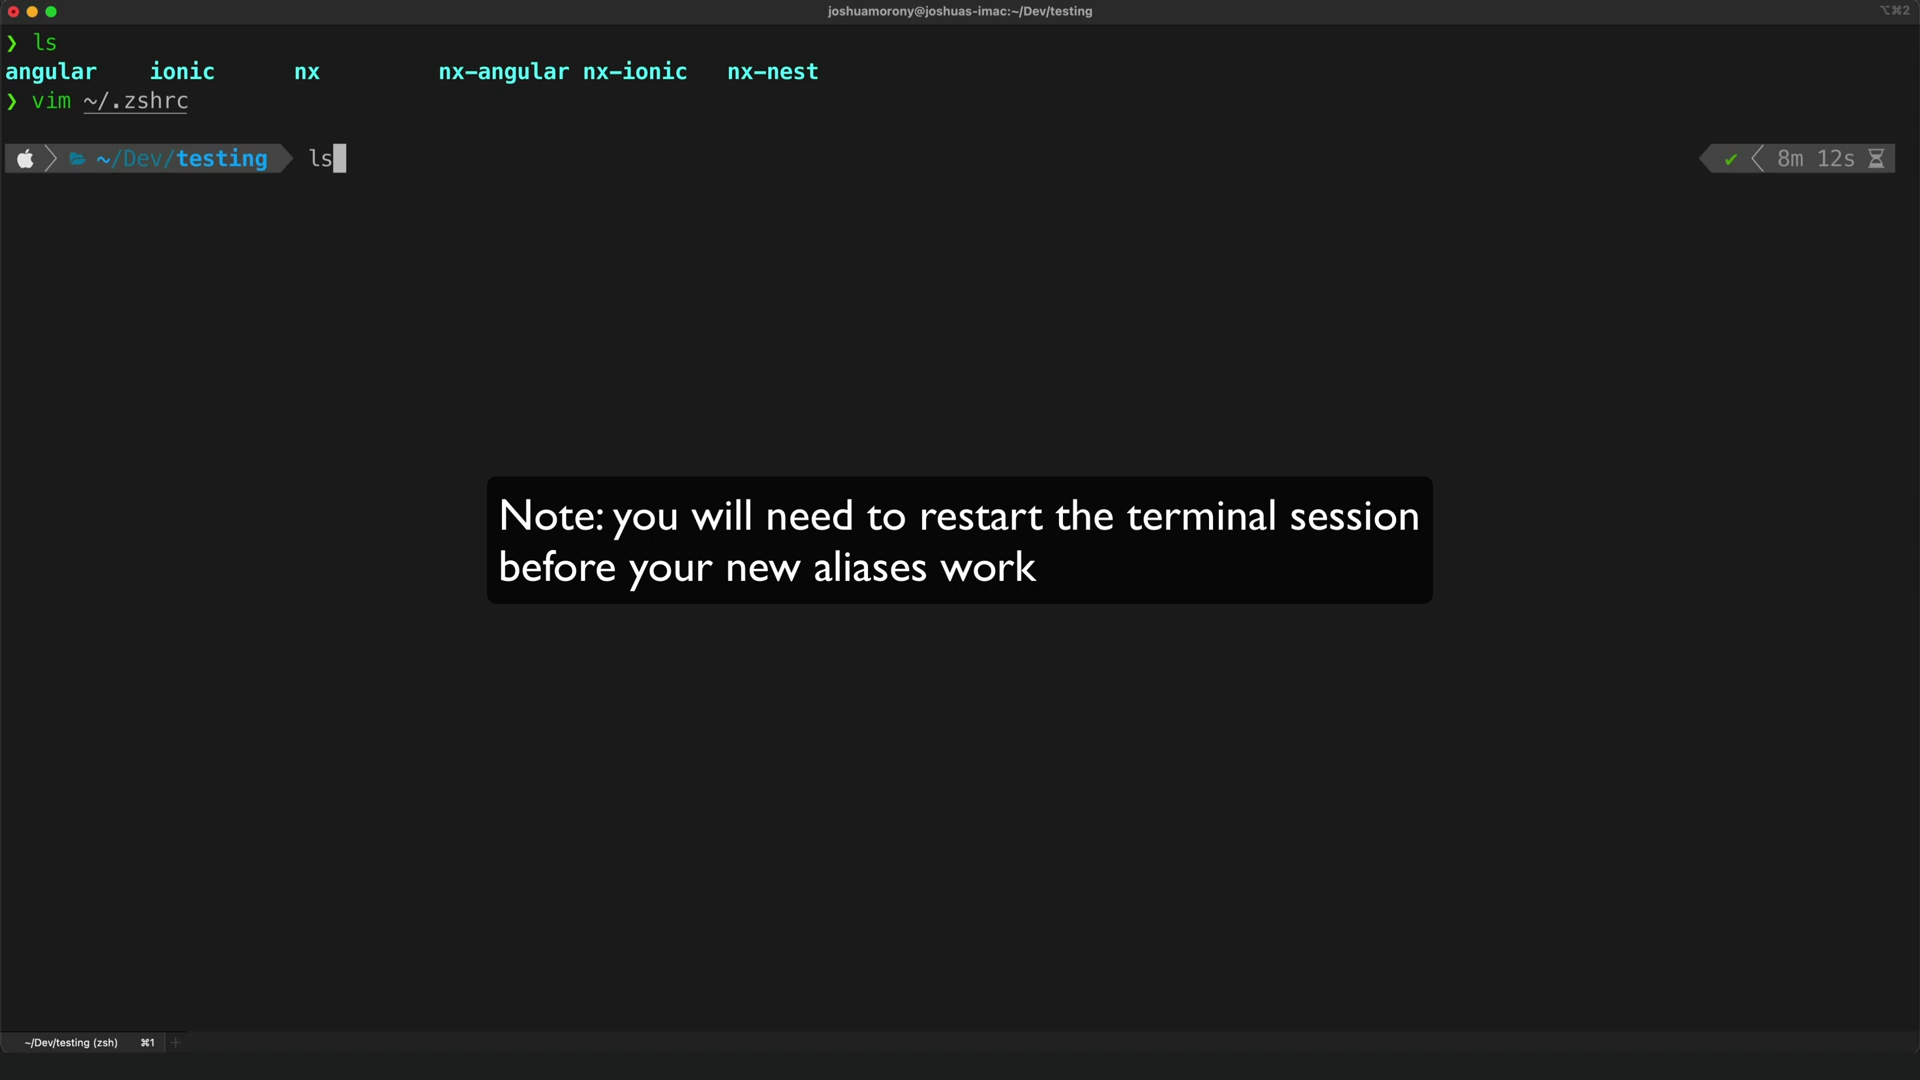 joshuamorony@joshuas-imac:~/Dev/testing
⌥⌘2
❯ ls
angular ionic nx nx-angular nx-ionic nx-nest
❯ vim ~/.zshrc
~/Dev/testing ls
✔ 8m 12s
Note: you will need to restart the terminal session
before your new aliases work
~/Dev/testing (zsh) ⌘1 +